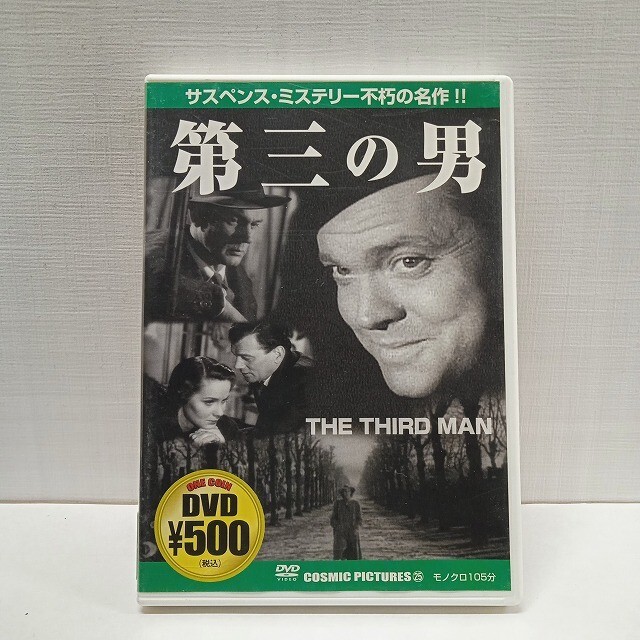 サスペンス・ミステリー不朽の名作!!
第三の男
THE THIRD MAN
ONE COIN
DVD
¥500
(税込)
DVD
VIDEO
COSMIC PICTURES㉕
モノクロ105分